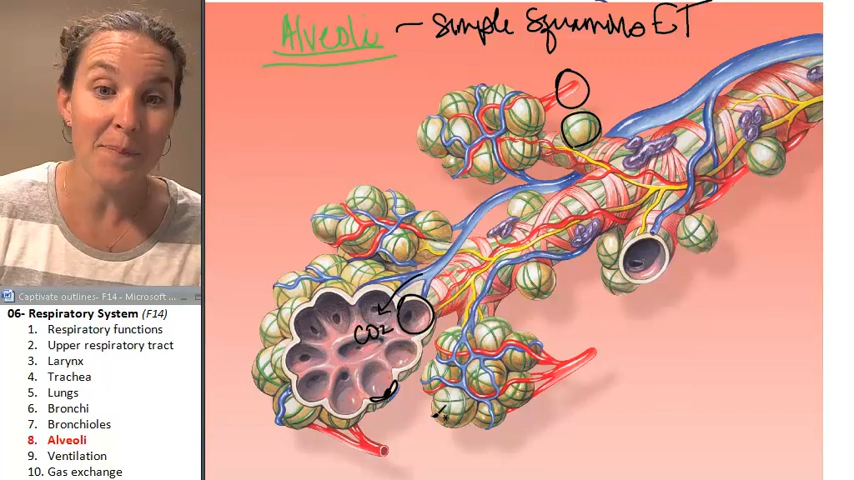 Alveoli - simple squamous ET
CO2
Captivate outlines- F14 - Microsoft ...
06- Respiratory System (F14)
1. Respiratory functions
2. Upper respiratory tract
3. Larynx
4. Trachea
5. Lungs
6. Bronchi
7. Bronchioles
8. Alveoli
9. Ventilation
10. Gas exchange